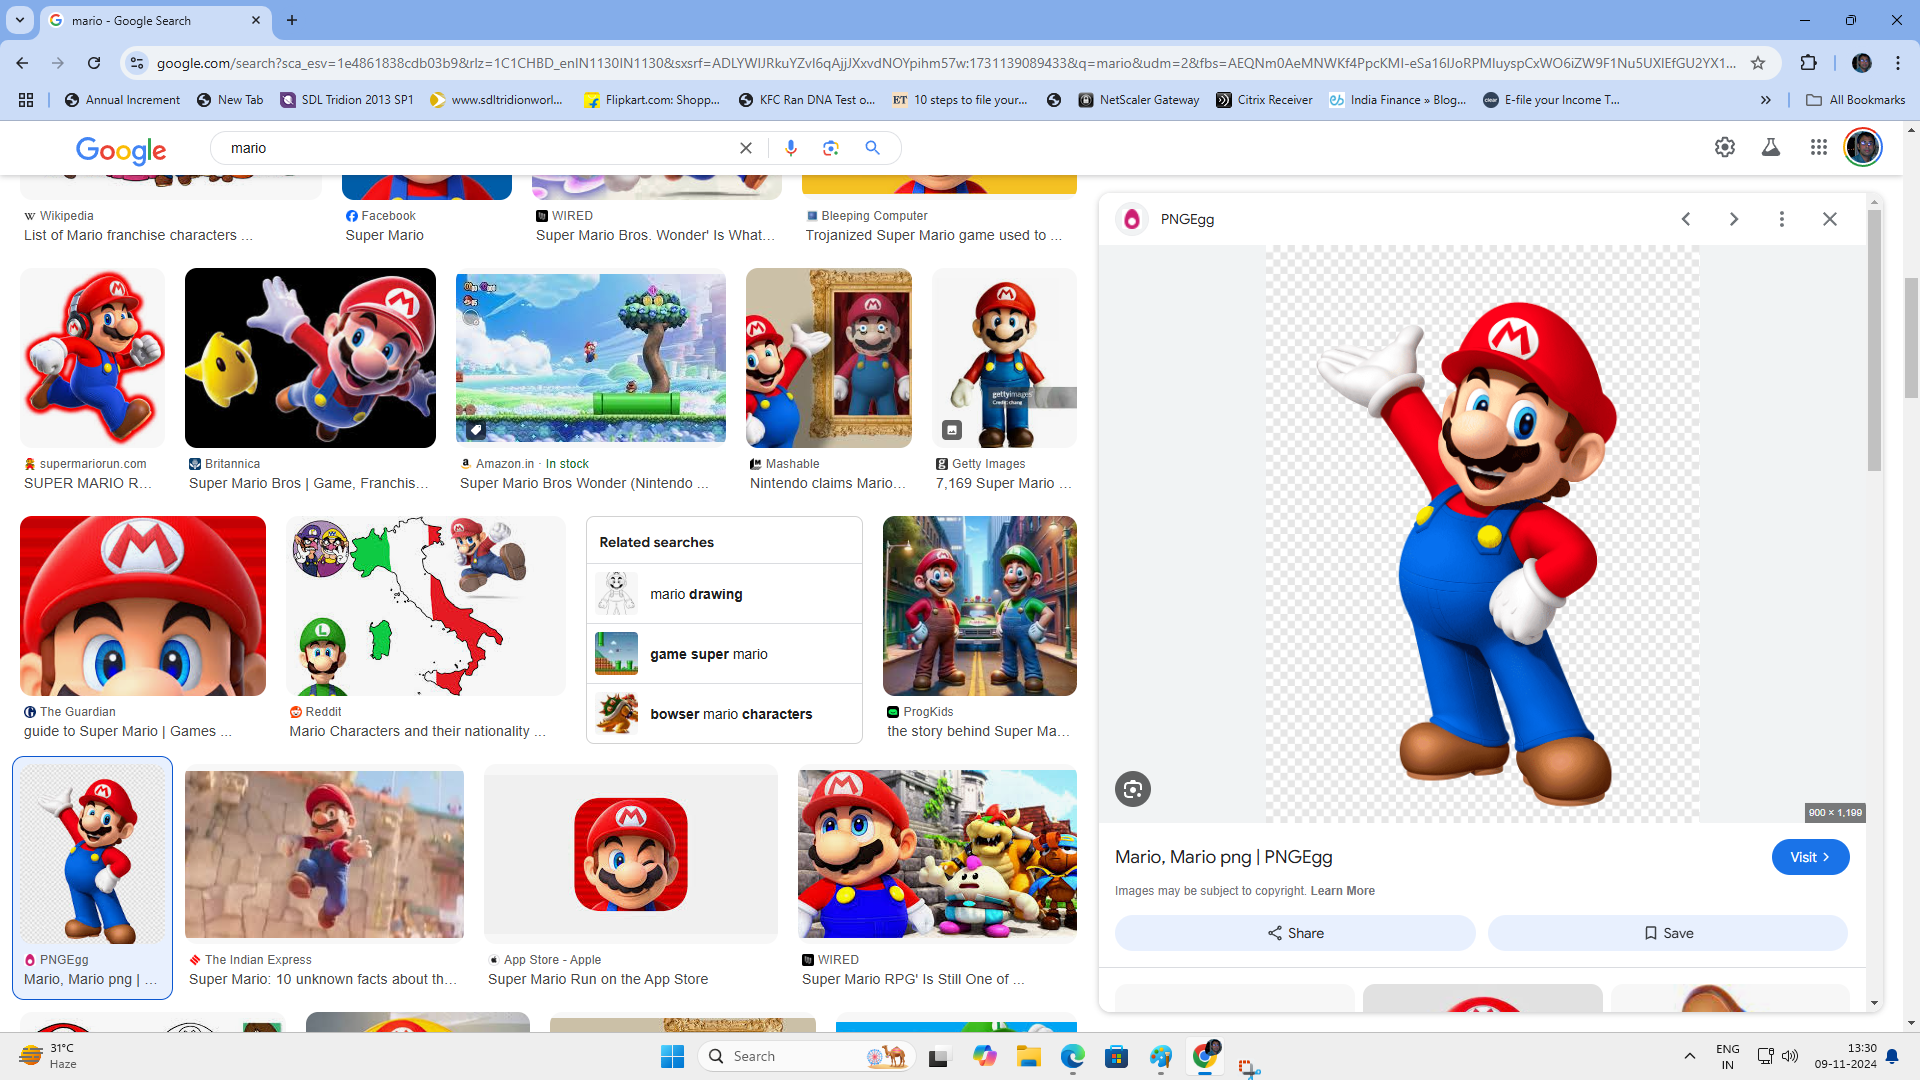 mario - Google Search
google.com/search?sca_esv=1e4861838cdb03b9&rlz=1C1CHBD_enIN1130IN1130&sxsrf=ADLYWIJRkuYZvI6qAjjJXxvdNOYpihm57w:1731139089433&q=mario&udm=2&fbs=AEQNm0AeMNWKf4PpcKMI-eSa16lJoRPMIuyspCxWO6iZW9F1Nu5UXIEfGU2YX1...
Annual Increment
New Tab
SDL Tridion 2013 SP1
www.sdltridionworl...
Flipkart.com: Shopp...
KFC Ran DNA Test o...
ET 10 steps to file your...
NetScaler Gateway
Citrix Receiver
India Finance » Blog...
E-file your Income T...
All Bookmarks
Google
mario
Wikipedia
List of Mario franchise characters ...
Facebook
Super Mario
WIRED
Super Mario Bros. Wonder' Is What...
Bleeping Computer
Trojanized Super Mario game used to ...
supermariorun.com
SUPER MARIO R...
Britannica
Super Mario Bros | Game, Franchis...
Amazon.in · In stock
Super Mario Bros Wonder (Nintendo ...
Mashable
Nintendo claims Mario...
gettyimages
Getty Images
7,169 Super Mario ...
The Guardian
guide to Super Mario | Games ...
Reddit
Mario Characters and their nationality ...
Related searches
mario drawing
game super mario
bowser mario characters
ProgKids
the story behind Super Ma...
PNGEgg
Mario, Mario png | ...
The Indian Express
Super Mario: 10 unknown facts about th...
App Store - Apple
Super Mario Run on the App Store
WIRED
Super Mario RPG' Is Still One of ...
PNGEgg
M
900 × 1,199
Mario, Mario png | PNGEgg
Visit
Images may be subject to copyright. Learn More
Share
Save
31°C
Haze
Search
ENG
IN
13:30
09-11-2024